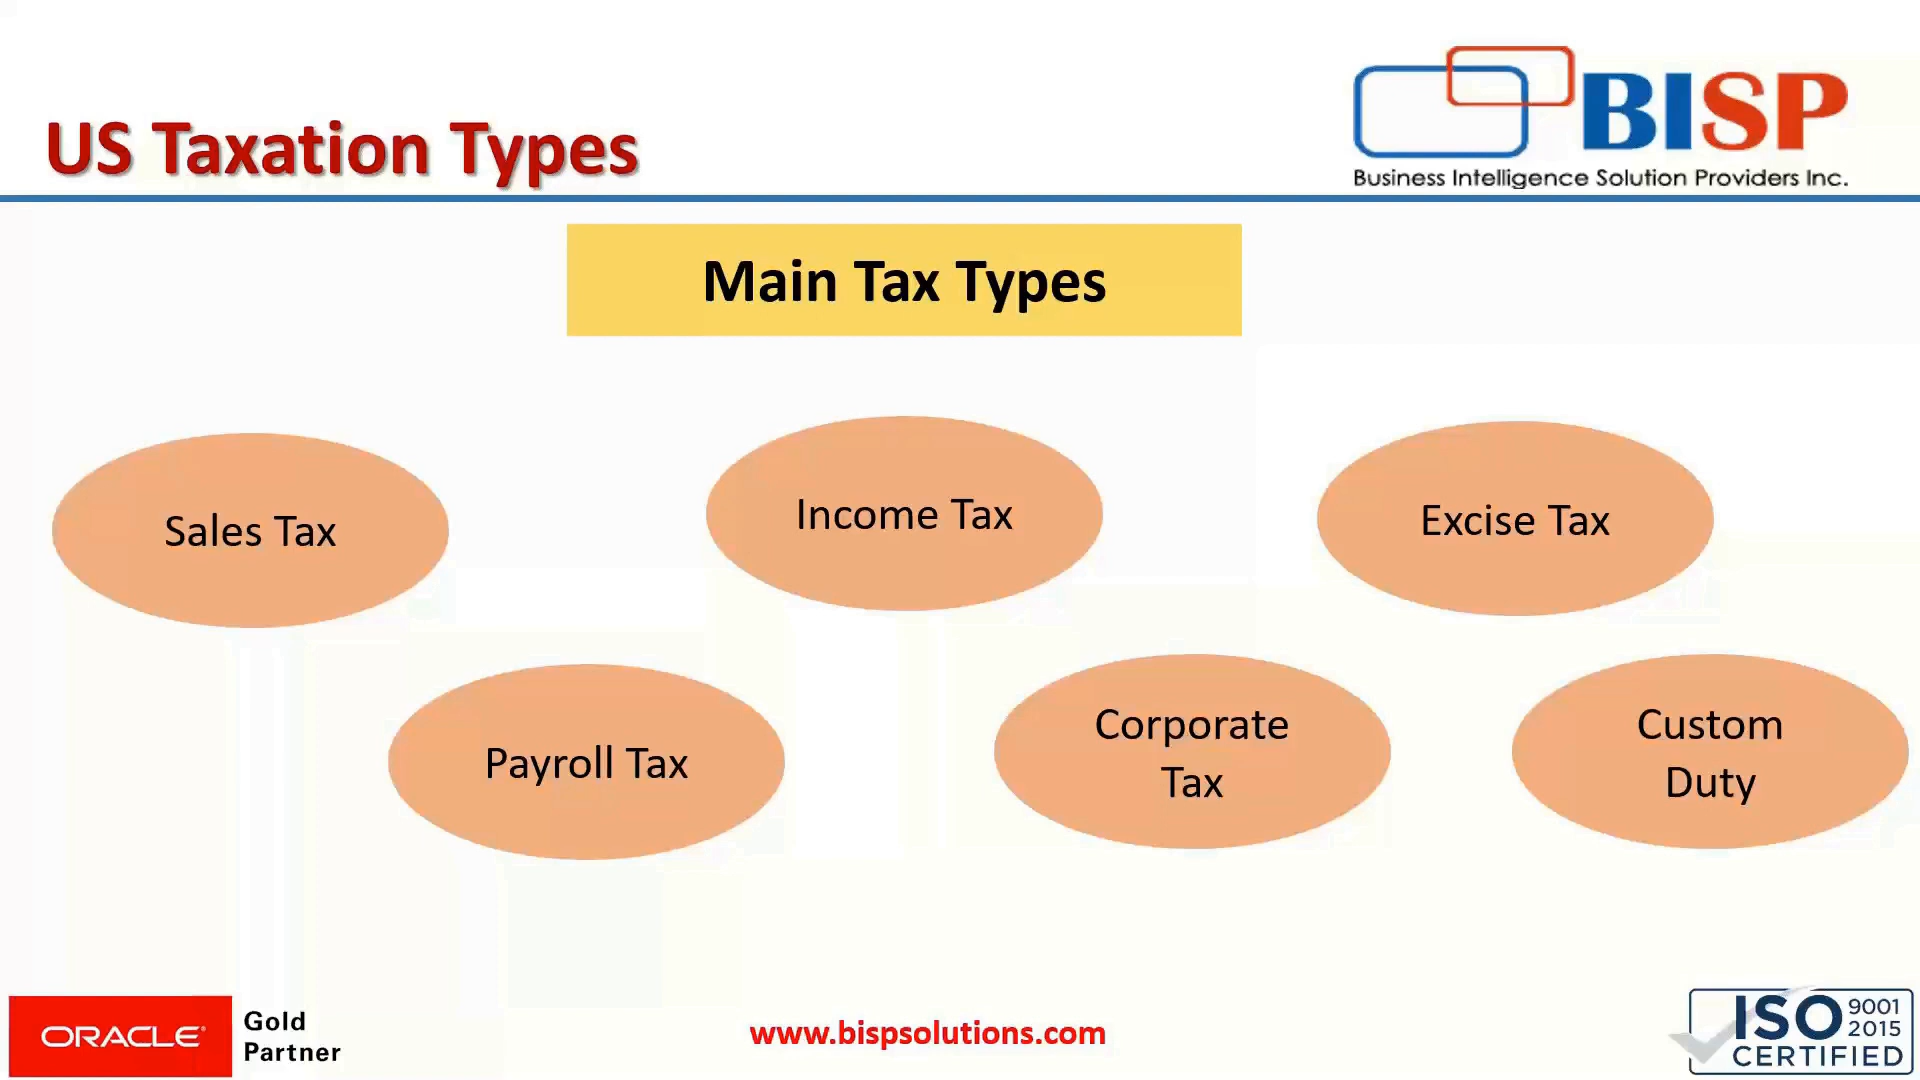 US Taxation Types
BISP
Business Intelligence Solution Providers Inc.
Main Tax Types
Sales Tax
Income Tax
Excise Tax
Payroll Tax
Corporate
Tax
Custom
Duty
ORACLE
Gold
Partner
www.bispsolutions.com
ISO 9001
2015
CERTIFIED